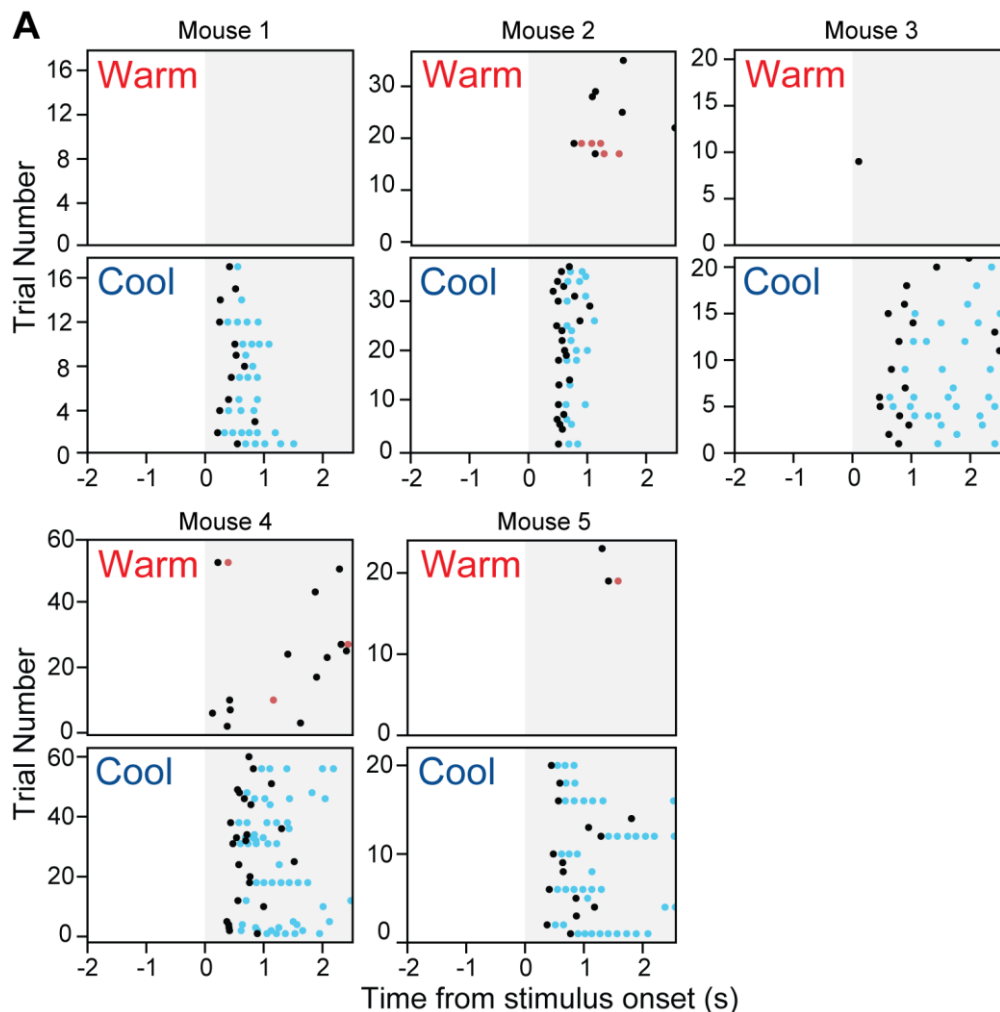 A
Mouse 1 Mouse 2 Mouse 3
Warm Warm Warm
16 12 8 4 0
30 20 10 0
20 15 10 5 0
Trial Number
Cool Cool Cool
16 12 8 4 0
30 20 10 0
20 15 10 5 0
-2 -1 0 1 2 -2 -1 0 1 2 -2 -1 0 1 2
Mouse 4 Mouse 5
Warm Warm
60 40 20 0
20 10 0
Trial Number
Cool Cool
60 40 20 0
20 10 0
-2 -1 0 1 2 -2 -1 0 1 2
Time from stimulus onset (s)